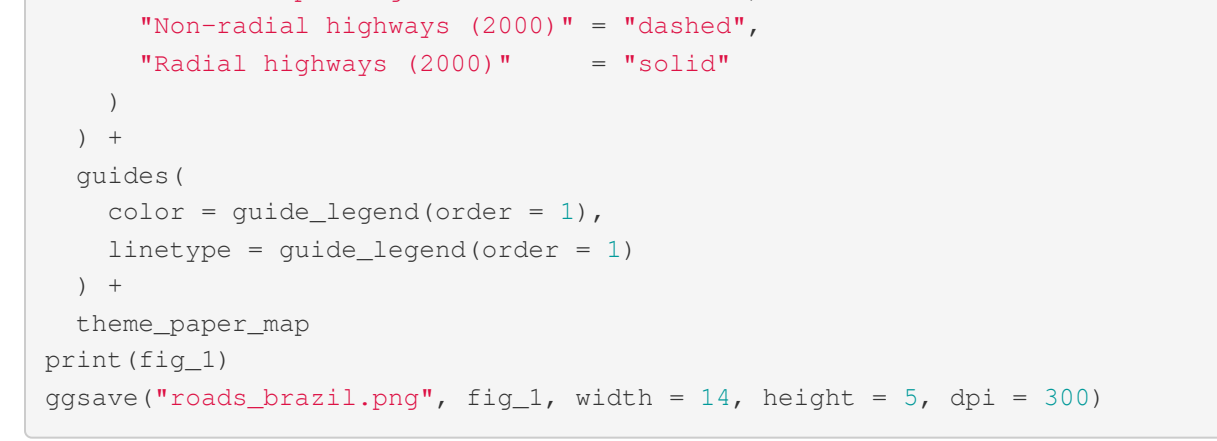 "Non-radial highways (2000)" = "dashed",
      "Radial highways (2000)"     = "solid"
    )
  ) +
  guides(
    color = guide_legend(order = 1),
    linetype = guide_legend(order = 1)
  ) +
  theme_paper_map
print(fig_1)
ggsave("roads_brazil.png", fig_1, width = 14, height = 5, dpi = 300)